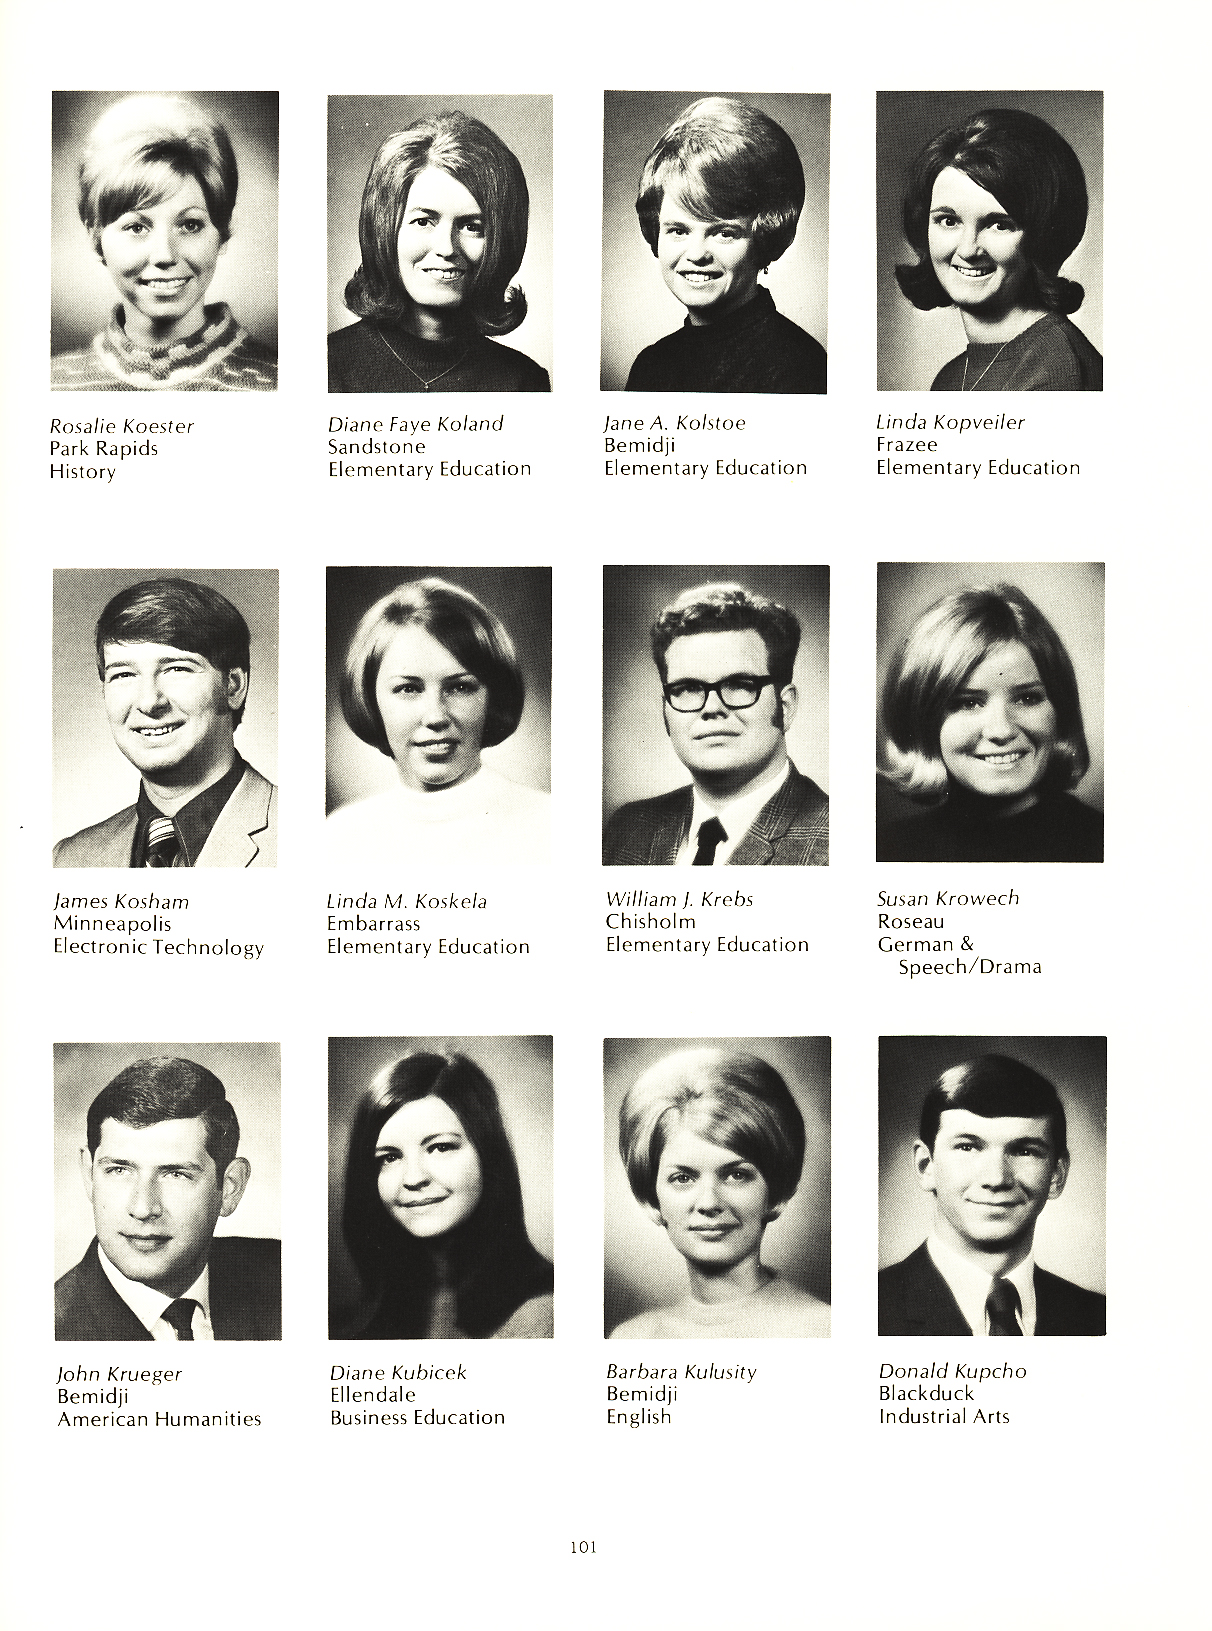 Rosalie Koester
Park Rapids
History
Diane Faye Koland
Sandstone
Elementary Education
Jane A. Kolstoe
Bemidji
Elementary Education
Linda Kopveiler
Frazee
Elementary Education
James Kosham
Minneapolis
Electronic Technology
Linda M. Koskela
Embarrass
Elementary Education
William J. Krebs
Chisholm
Elementary Education
Susan Krowech
Roseau
German &
Speech/Drama
John Krueger
Bemidji
American Humanities
Diane Kubicek
Ellendale
Business Education
Barbara Kulusity
Bemidji
English
Donald Kupcho
Blackduck
Industrial Arts
101